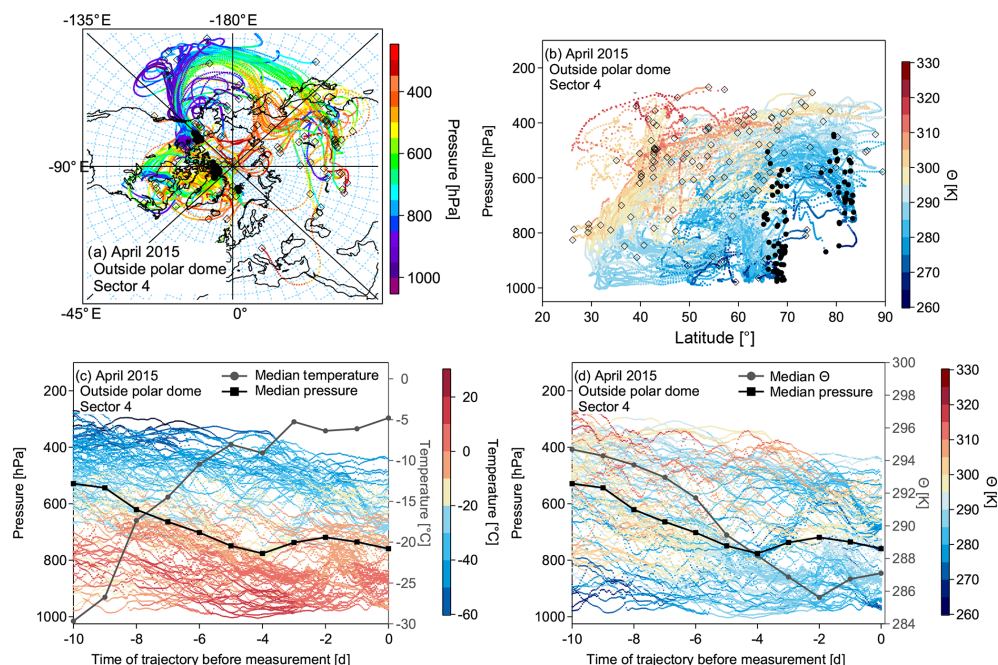 -135°E
-180°E
-90°E
-45°E
0°
(a) April 2015
Outside polar dome
Sector 4
400
600
800
1000
Pressure [hPa]
(b) April 2015
Outside polar dome
Sector 4
200
400
600
800
1000
Pressure [hPa]
20 30 40 50 60 70 80 90
Latitude [°]
330
320
310
300
290
280
270
260
Θ [K]
(c) April 2015
Outside polar dome
Sector 4
Median temperature
Median pressure
200
400
600
800
1000
Pressure [hPa]
0
-5
-10
-15
-20
-25
-30
Temperature [°C]
20
0
-20
-40
-60
Temperature [°C]
-10 -8 -6 -4 -2 0
Time of trajectory before measurement [d]
(d) April 2015
Outside polar dome
Sector 4
Median Θ
Median pressure
200
400
600
800
1000
Pressure [hPa]
300
298
296
294
292
290
288
286
284
Θ [K]
330
320
310
300
290
280
270
260
Θ [K]
-10 -8 -6 -4 -2 0
Time of trajectory before measurement [d]